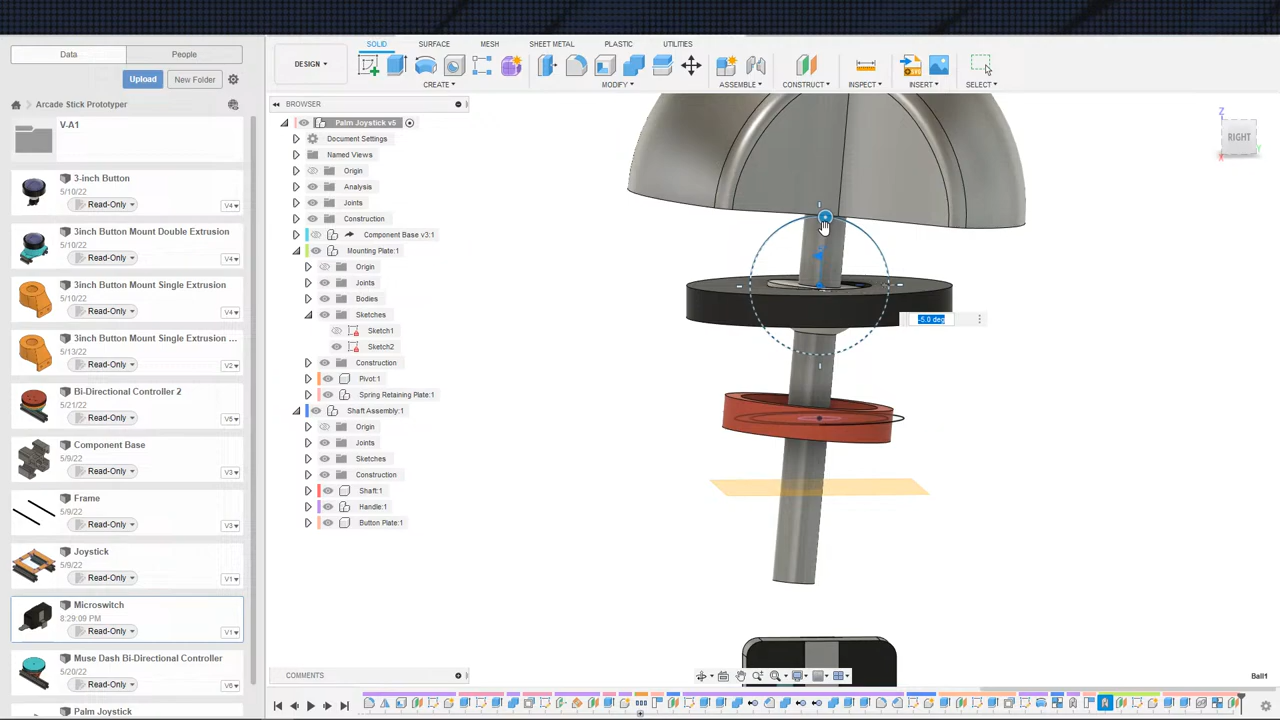 Data
People
Upload
New Folder
Arcade Stick Prototyper
V-A1
3-inch Button
5/10/22
Read-Only
V4
3inch Button Mount Double Extrusion
5/10/22
Read-Only
V4
3inch Button Mount Single Extrusion
5/10/22
Read-Only
V4
3inch Button Mount Single Extrusion ...
5/13/22
Read-Only
V2
Bi-Directional Controller 2
5/21/22
Read-Only
Component Base
5/9/22
Read-Only
V3
Frame
5/9/22
Read-Only
V3
Joystick
5/9/22
Read-Only
V1
Microswitch
8:29:09 PM
Read-Only
V1
Muse Dash Bi-Directional Controller
5/20/22
Read-Only
Palm Joystick
DESIGN
SOLID
SURFACE
MESH
SHEET METAL
PLASTIC
UTILITIES
CREATE
MODIFY
ASSEMBLE
CONSTRUCT
INSPECT
INSERT
SELECT
BROWSER
Palm Joystick v5
Document Settings
Named Views
Origin
Analysis
Joints
Construction
Component Base v3:1
Mounting Plate:1
Origin
Joints
Bodies
Sketches
Sketch1
Sketch2
Construction
Pivot:1
Spring Retaining Plate:1
Shaft Assembly:1
Origin
Joints
Sketches
Construction
Shaft:1
Handle:1
Button Plate:1
Z
RIGHT
X
Y
-5.0 deg
COMMENTS
Ball1